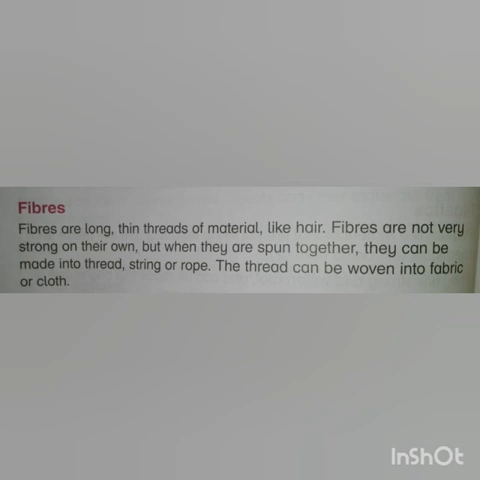 Fibres
Fibres are long, thin threads of material, like hair. Fibres are not very
strong on their own, but when they are spun together, they can be
made into thread, string or rope. The thread can be woven into fabric
or cloth.
InShOt